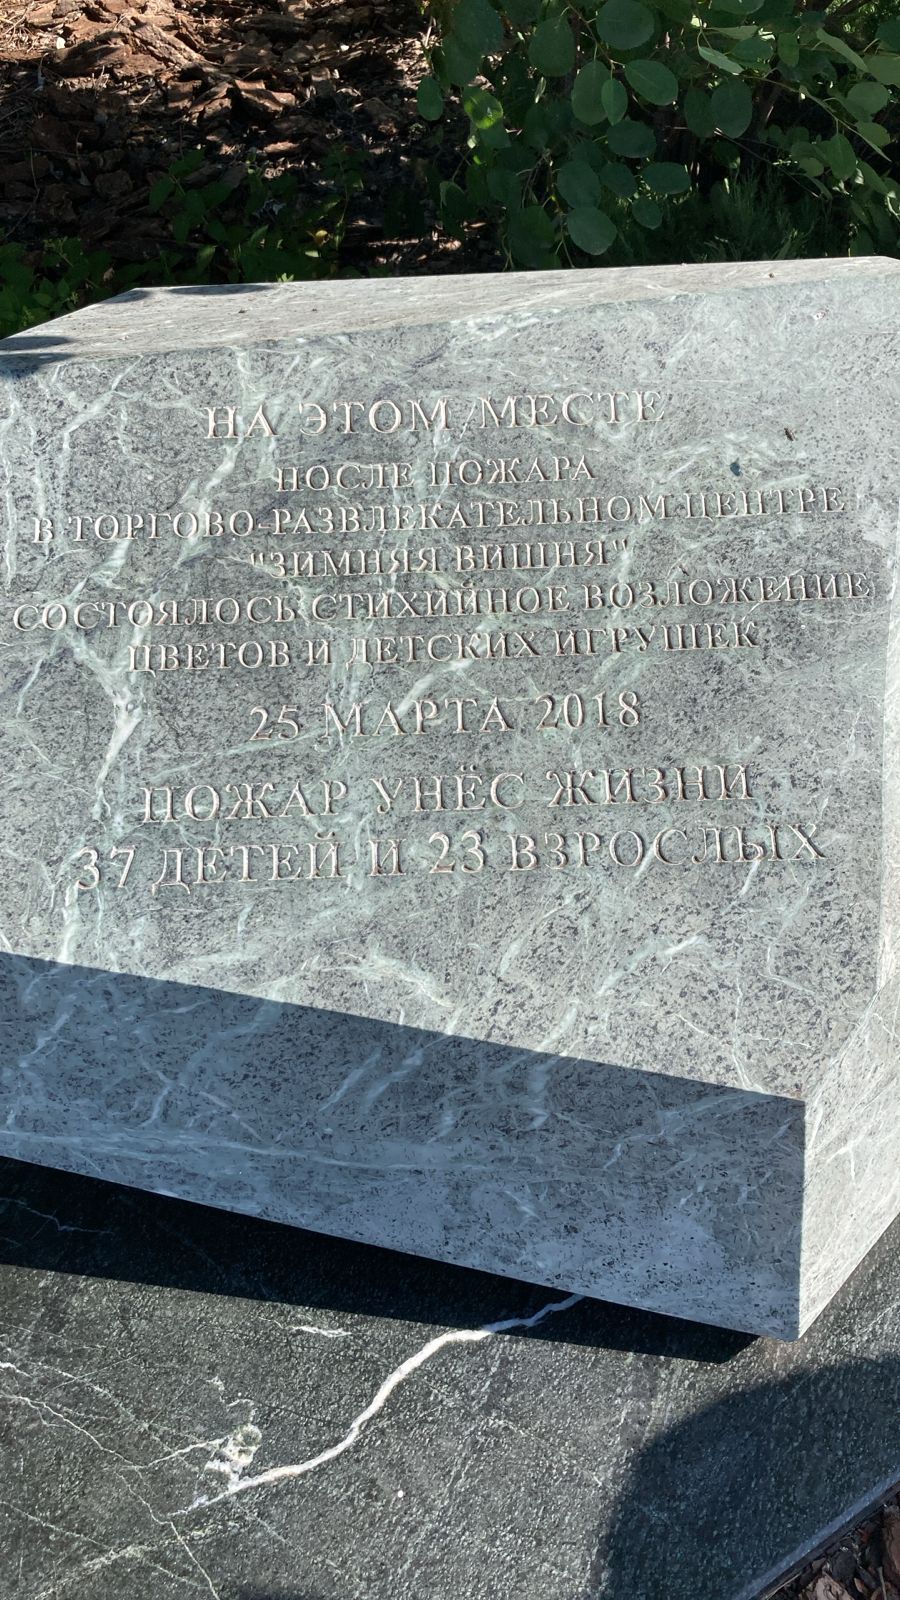 НА ЭТОМ МЕСТЕ
ПОСЛЕ ПОЖАРА
В ТОРГОВО-РАЗВЛЕКАТЕЛЬНОМ ЦЕНТРЕ
"ЗИМНЯЯ ВИШНЯ"
СОСТОЯЛОСЬ СТИХИЙНОЕ ВОЗЛОЖЕНИЕ
ЦВЕТОВ И ДЕТСКИХ ИГРУШЕК
25 МАРТА 2018
ПОЖАР УНЁС ЖИЗНИ
37 ДЕТЕЙ И 23 ВЗРОСЛЫХ